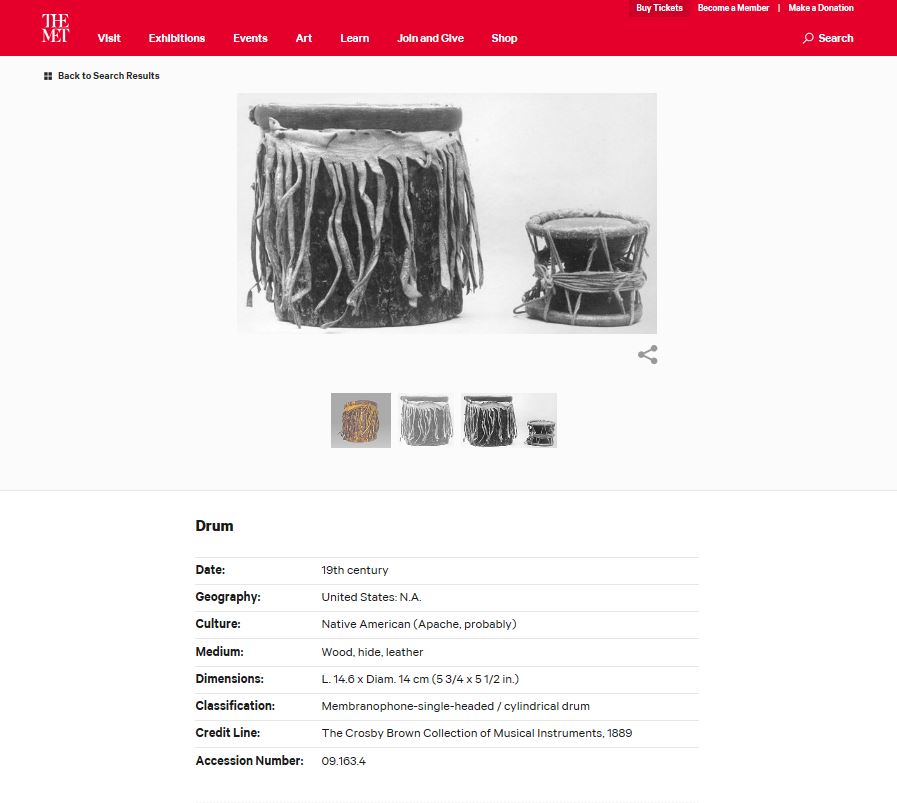 Buy Tickets Become a Member | Make a Donation
THE
MET
Visit Exhibitions Events Art Learn Join and Give Shop Search
Back to Search Results
Drum
Date: 19th century
Geography: United States: N.A.
Culture: Native American (Apache, probably)
Medium: Wood, hide, leather
Dimensions: L. 14.6 x Diam. 14 cm (5 3/4 x 5 1/2 in.)
Classification: Membranophone-single-headed / cylindrical drum
Credit Line: The Crosby Brown Collection of Musical Instruments, 1889
Accession Number: 09.163.4